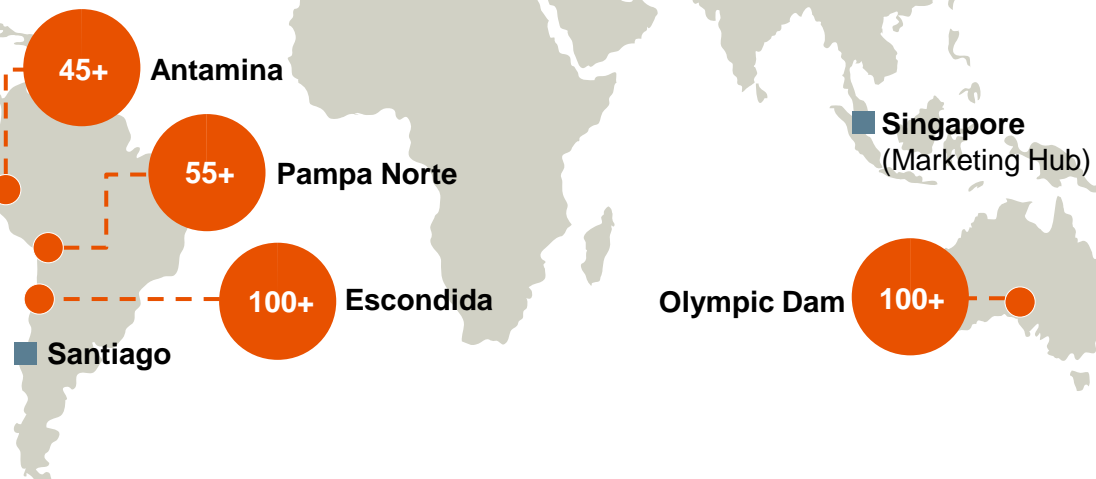 45+
Antamina
55+
Pampa Norte
100+
Escondida
Santiago
Singapore
(Marketing Hub)
Olympic Dam
100+